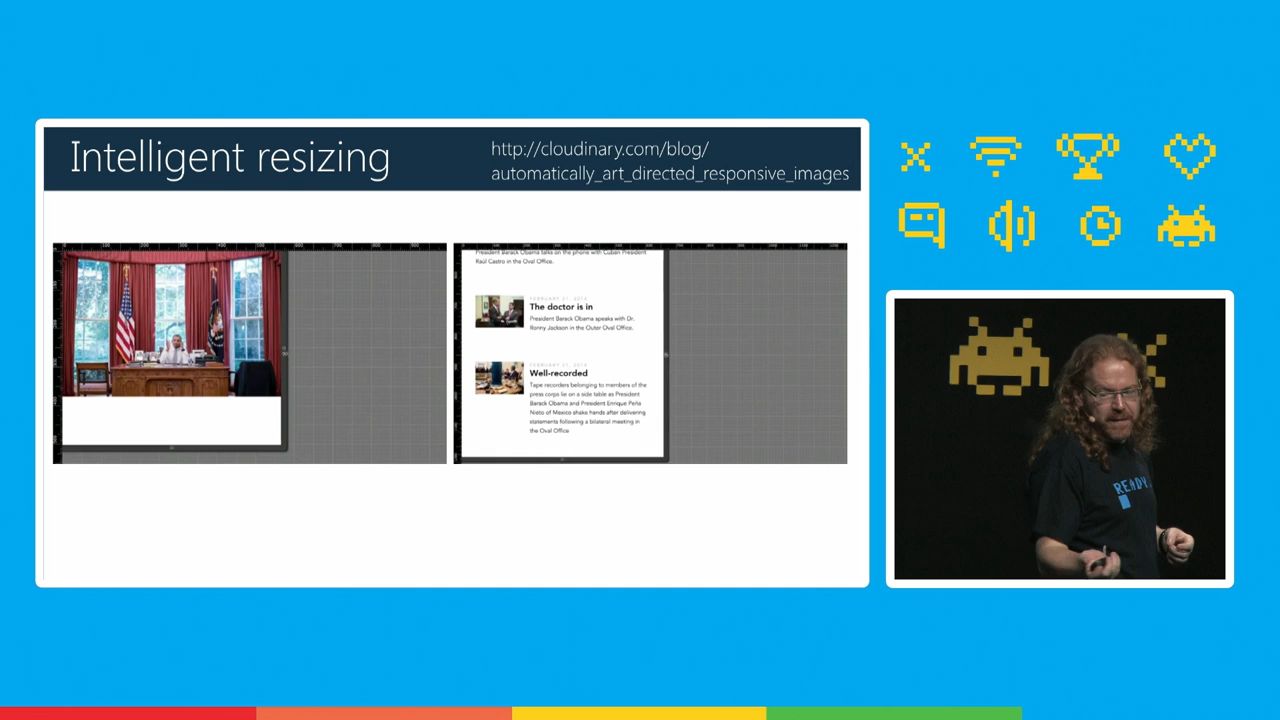 Intelligent resizing
http://cloudinary.com/blog/
automatically_art_directed_responsive_images
President Barack Obama talks on the phone with Cuban President
Raúl Castro in the Oval Office.
FEBRUARY 27, 2015
The doctor is in
President Barack Obama speaks with Dr.
Ronny Jackson in the Outer Oval Office.
Well-recorded
Tape recorders belonging to members of the
press corps lie on a side table as President
Barack Obama and President Enrique Peña
Nieto of Mexico shake hands after delivering
statements following a bilateral meeting in
the Oval Office
READY.